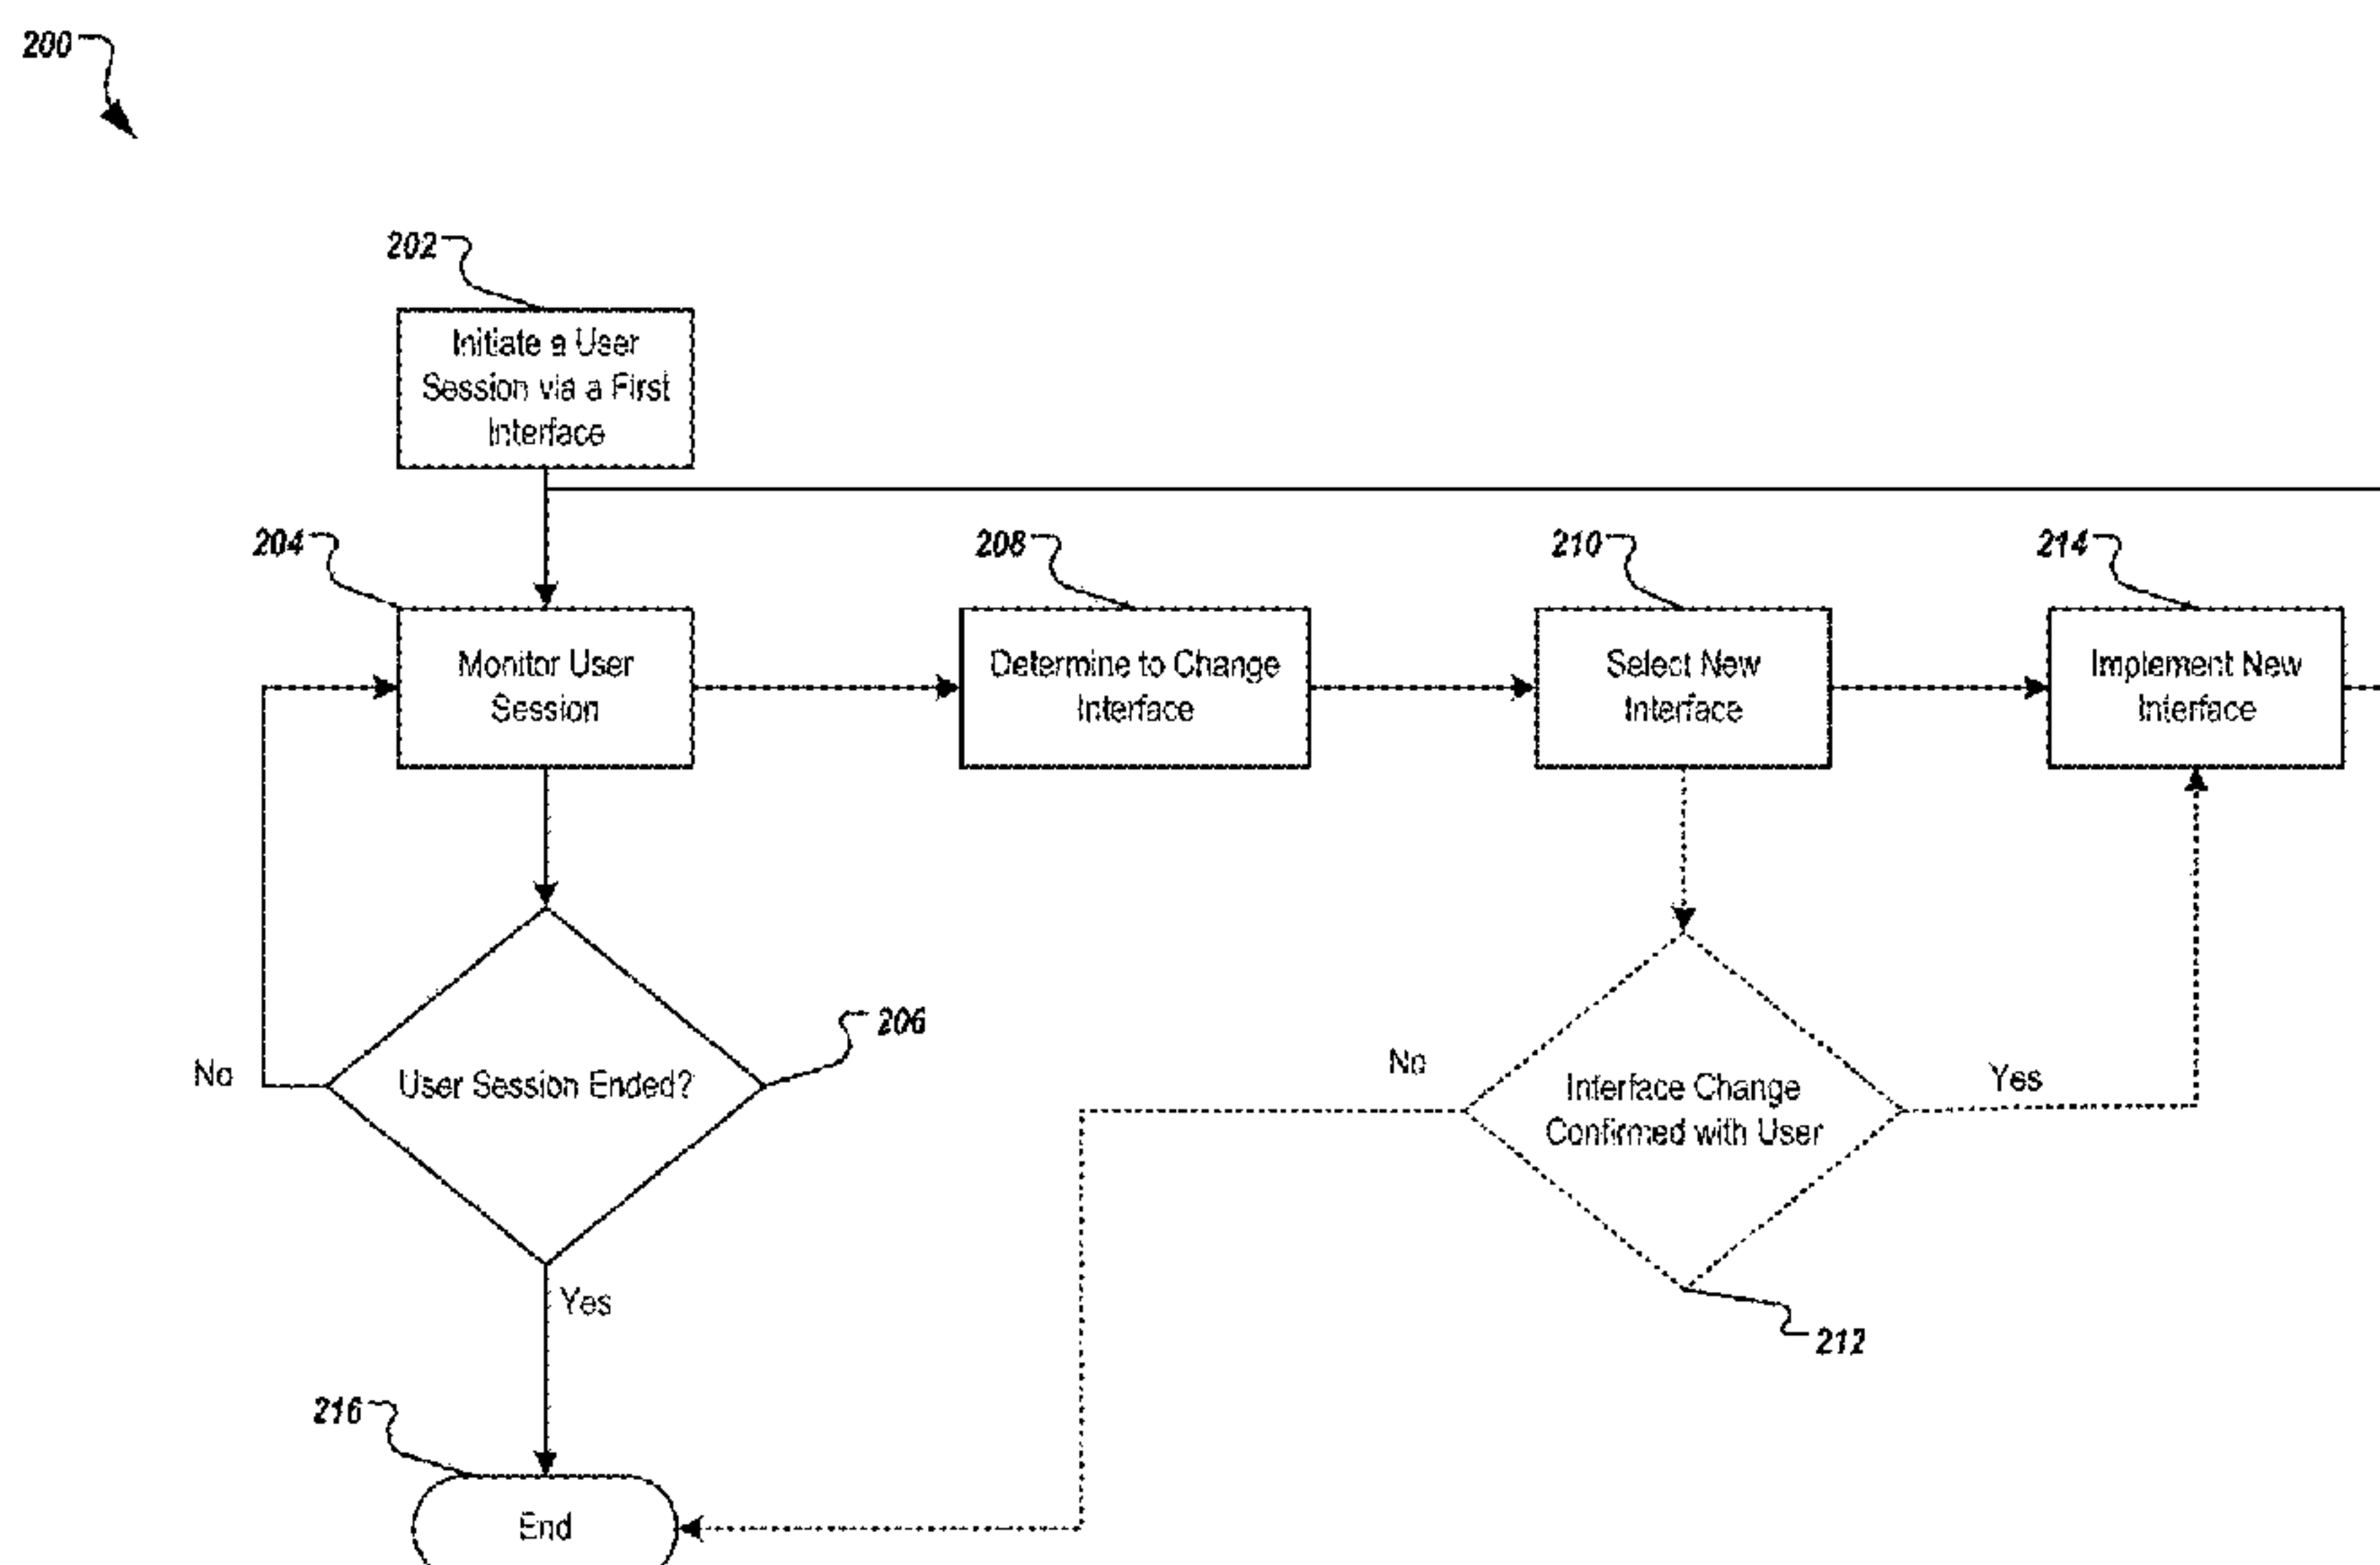 200
202
Initiate a User
Session via a First
Interface
204
208
210
214
Monitor User
Session
Determine to Change
Interface
Select New
Interface
Implement New
Interface
206
No
User Session Ended?
No
Interface Change
Confirmed with User
Yes
Yes
212
216
End